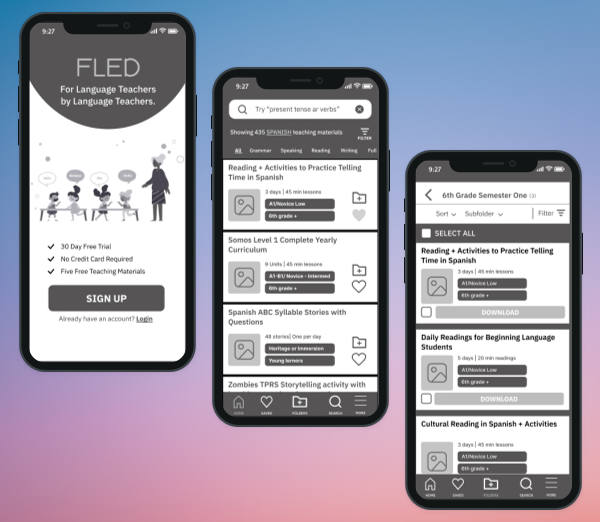 9:27
FLED
For Language Teachers
by Language Teachers.
30 Day Free Trial
No Credit Card Required
Five Free Teaching Materials
SIGN UP
Already have an account? Login
9:27
Try "present tense ar verbs"
Showing 435 SPANISH teaching materials
FILTER
All Grammar Speaking Reading Writing Full
Reading + Activities to Practice Telling
Time in Spanish
3 days | 45 min lessons
A1/Novice Low
6th grade +
Somos Level 1 Complete Yearly
Curriculum
9 Units | 45 min lessons
A1-B1/ Novice - Intermed
6th grade +
Spanish ABC Syllable Stories with
Questions
48 stories| One per day
Heritage or Immersion
Young lerners
Zombies TPRS Storytelling activity with
HOME SAVED FOLDERS SEARCH MORE
9:27
6th Grade Semester One (3)
Sort Subfolder Filter
SELECT ALL
Reading + Activities to Practice Telling
Time in Spanish
3 days | 45 min lessons
A1/Novice Low
6th grade +
DOWNLOAD
Daily Readings for Beginning Language
Students
5 days | 20 min readings
A1/Novice Low
6th grade +
DOWNLOAD
Cultural Reading in Spanish + Activities
3 days | 45 min lessons
A1/Novice Low
6th grade +
HOME SAVED FOLDERS SEARCH MORE